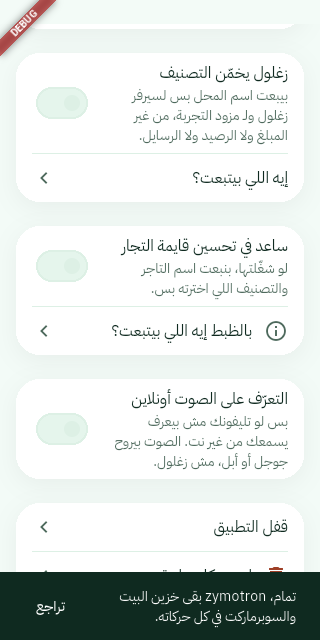 DEBUG
زغلول يخمّن التصنيف
بيبعت اسم المحل بس لسيرفر
زغلول ولـ مزود التجربة، من غير
المبلغ ولا الرصيد ولا الرسايل.
إيه اللي بيتبعت؟
ساعد في تحسين قايمة التجار
لو شغّلتها، بنبعت اسم التاجر
والتصنيف اللي اخترته بس.
بالظبط إيه اللي بيتبعت؟
التعرّف على الصوت أونلاين
بس لو تليفونك مش بيعرف
يسمعك من غير نت. الصوت بيروح
جوجل أو أبل، مش زغلول.
قفل التطبيق
تمام، zymotron بقى خزين البيت
والسوبرماركت في كل حركاته.
تراجع